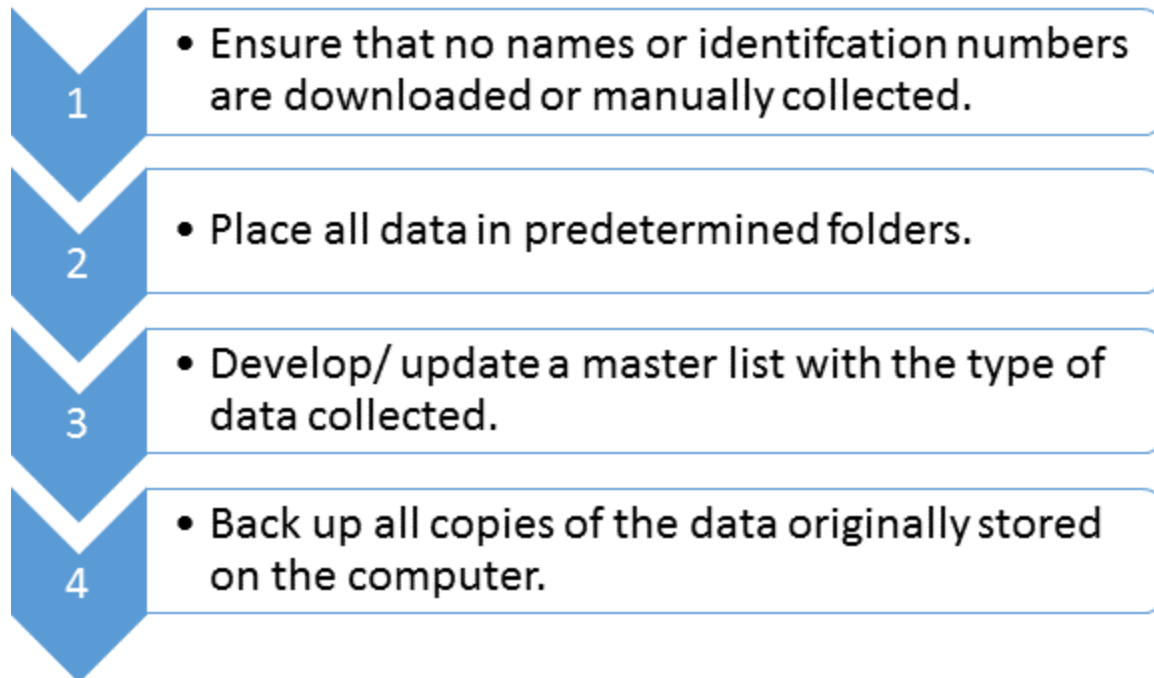 1
• Ensure that no names or identifcation numbers
are downloaded or manually collected.
2
• Place all data in predetermined folders.
3
• Develop/ update a master list with the type of
data collected.
4
• Back up all copies of the data originally stored
on the computer.